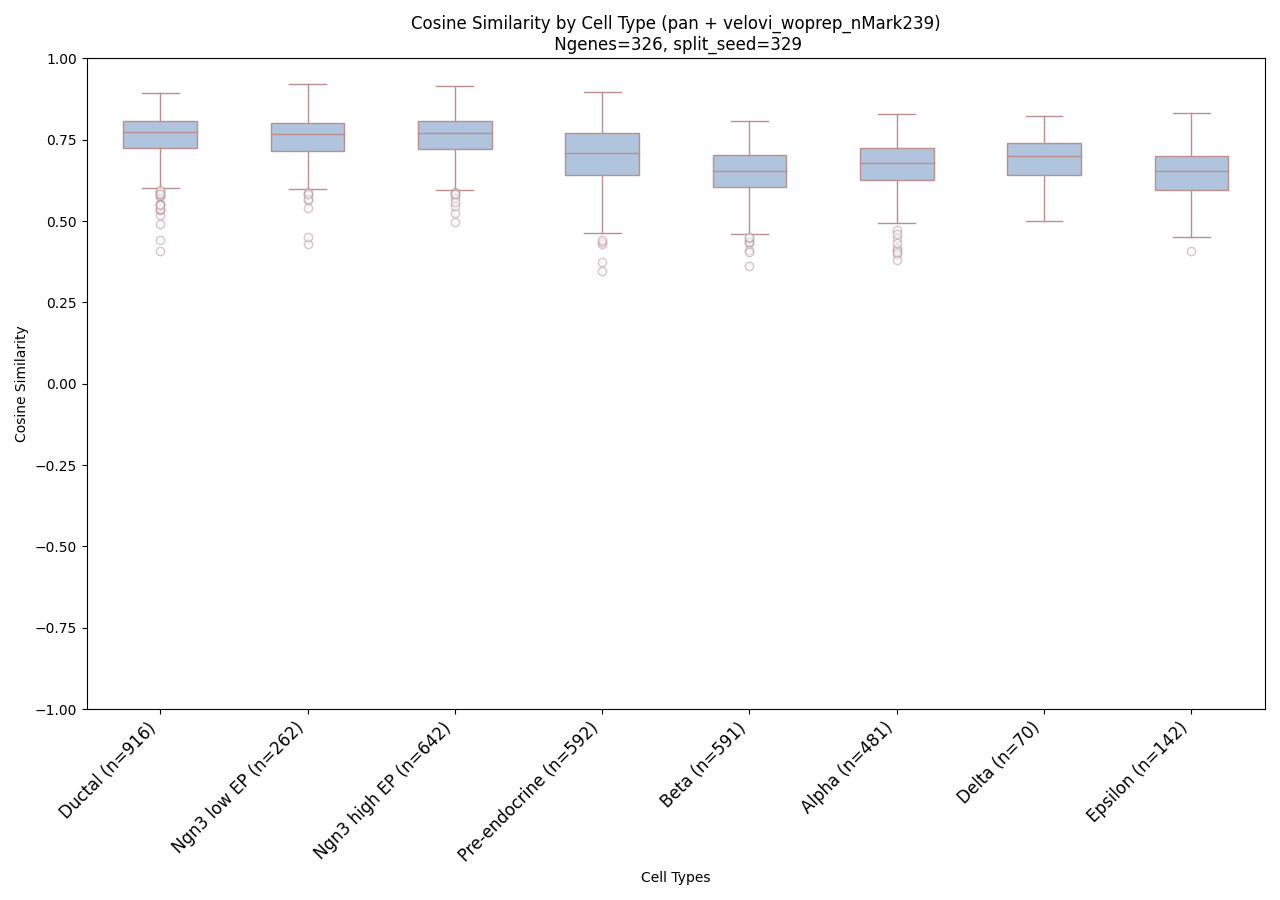 Cosine Similarity by Cell Type (pan + velovi_woprep_nMark239)
Ngenes=326, split_seed=329
1.00
0.75
0.50
0.25
0.00
−0.25
−0.50
−0.75
−1.00
Cosine Similarity
Ductal (n=916)
Ngn3 low EP (n=262)
Ngn3 high EP (n=642)
Pre-endocrine (n=592)
Beta (n=591)
Alpha (n=481)
Delta (n=70)
Epsilon (n=142)
Cell Types